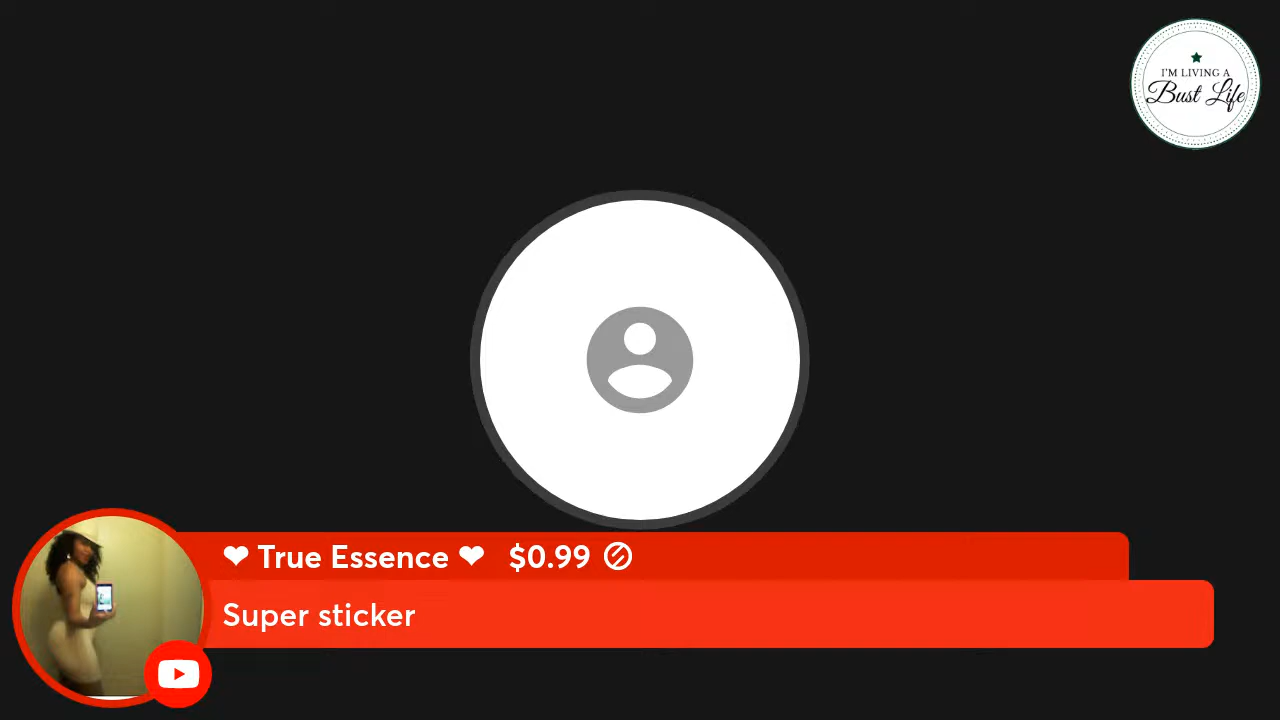 I'M LIVING A
Bust Life
❤ True Essence ❤ $0.99
Super sticker